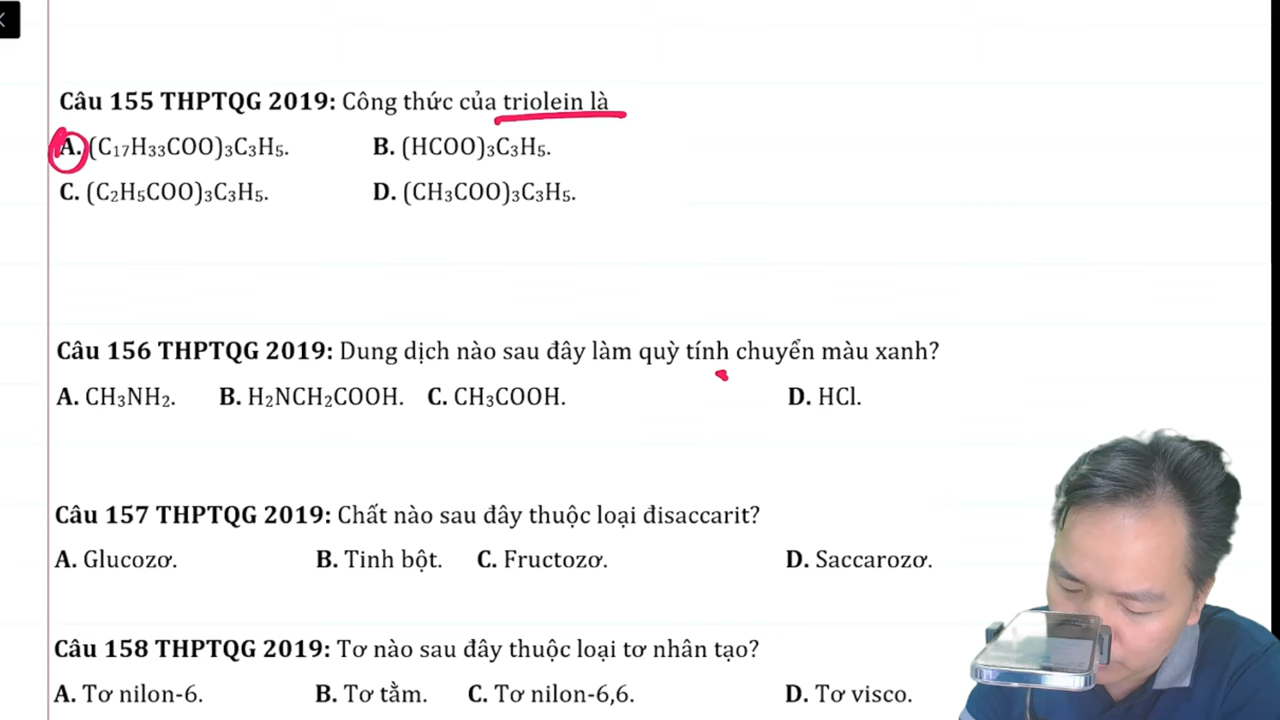 Câu 155 THPTQG 2019: Công thức của triolein là
A. (C₁₇H₃₃COO)₃C₃H₅. B. (HCOO)₃C₃H₅.
C. (C₂H₅COO)₃C₃H₅. D. (CH₃COO)₃C₃H₅.
Câu 156 THPTQG 2019: Dung dịch nào sau đây làm quỳ tính chuyển màu xanh?
A. CH₃NH₂. B. H₂NCH₂COOH. C. CH₃COOH. D. HCl.
Câu 157 THPTQG 2019: Chất nào sau đây thuộc loại đisaccarit?
A. Glucozơ. B. Tinh bột. C. Fructozơ. D. Saccarozơ.
Câu 158 THPTQG 2019: Tơ nào sau đây thuộc loại tơ nhân tạo?
A. Tơ nilon-6. B. Tơ tằm. C. Tơ nilon-6,6. D. Tơ visco.